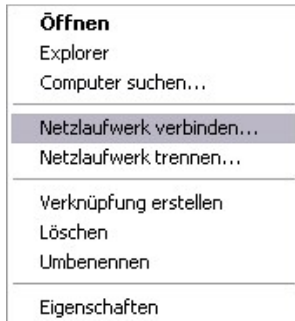 Öffnen
Explorer
Computer suchen...
Netzlaufwerk verbinden...
Netzlaufwerk trennen...
Verknüpfung erstellen
Löschen
Umbenennen
Eigenschaften